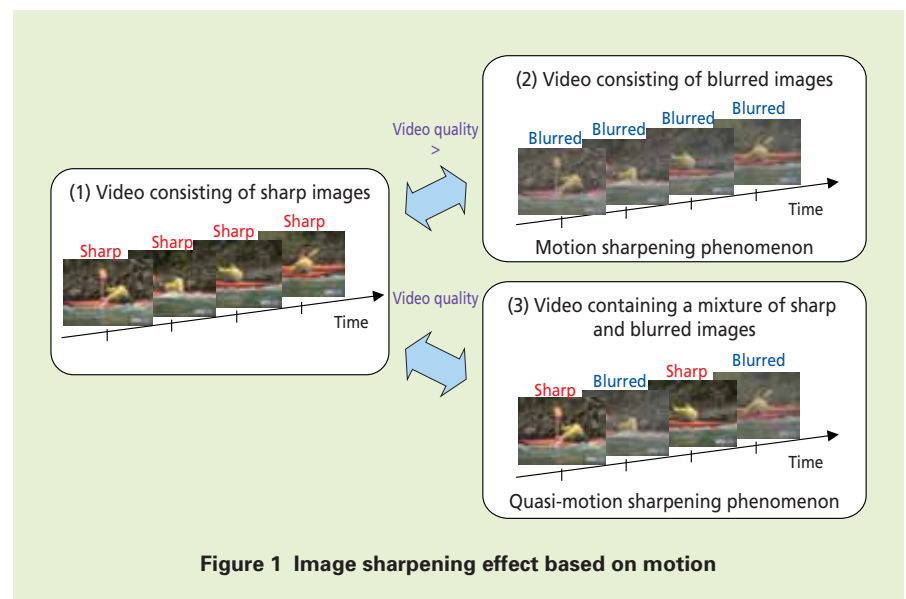 (1) Video consisting of sharp images
Sharp Sharp Sharp Sharp
Time
Video quality
>
Video quality
(2) Video consisting of blurred images
Blurred Blurred Blurred Blurred
Time
Motion sharpening phenomenon
(3) Video containing a mixture of sharp
and blurred images
Sharp Blurred Sharp Blurred
Time
Quasi-motion sharpening phenomenon
Figure 1 Image sharpening effect based on motion